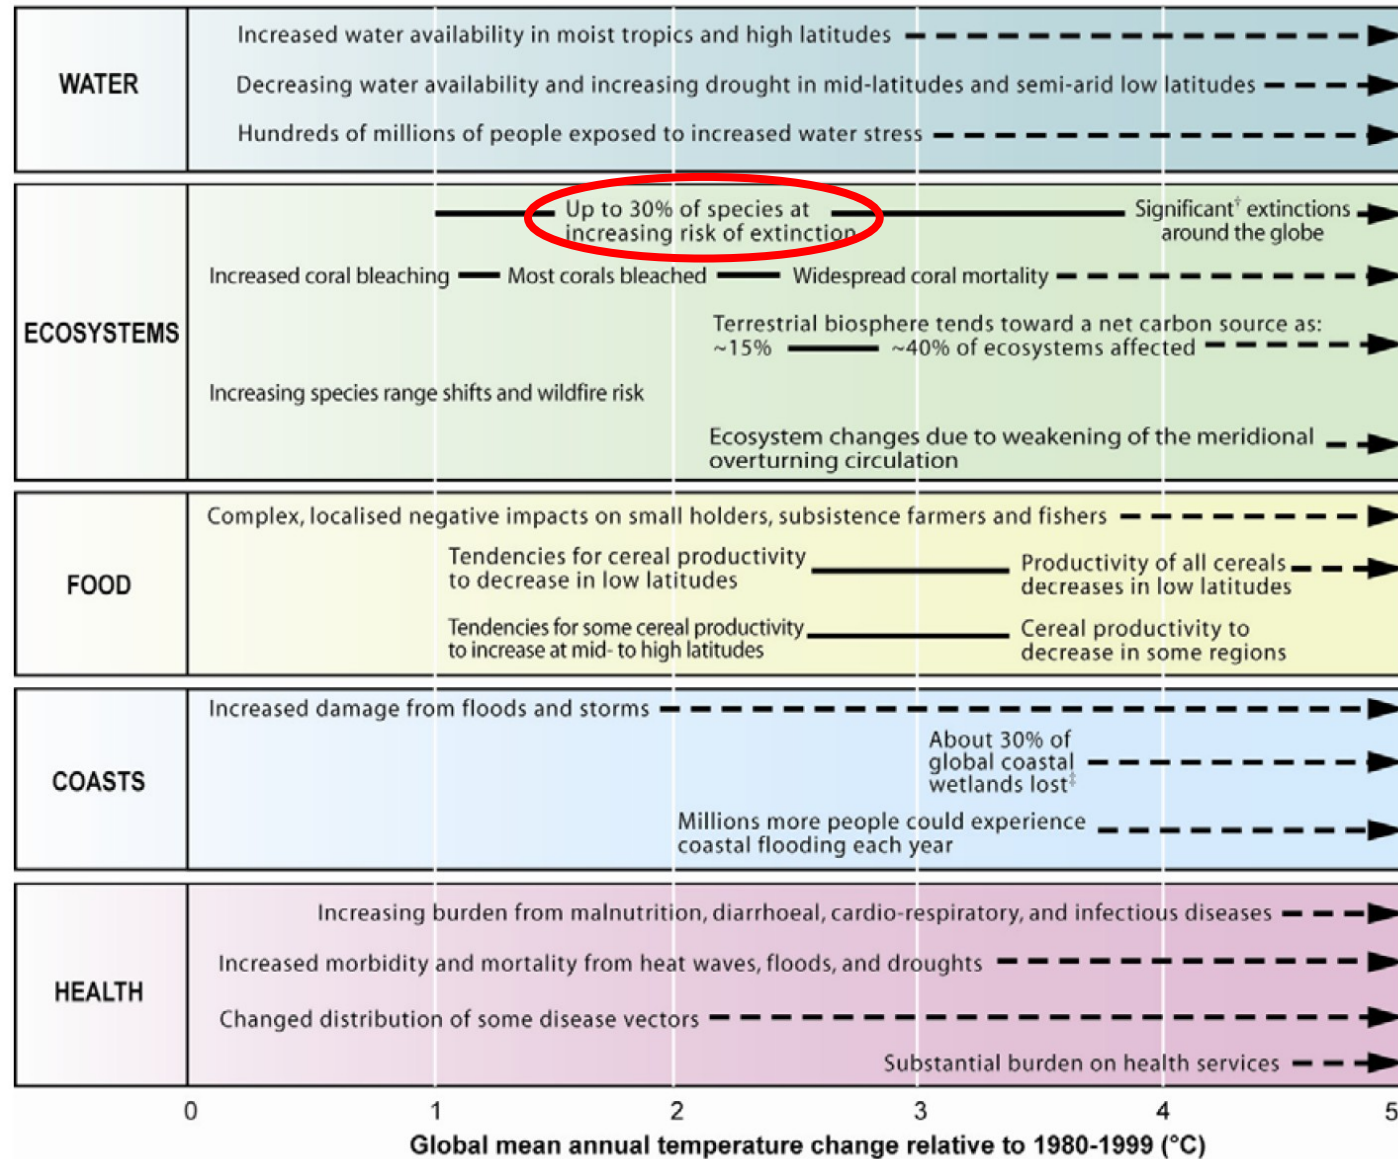 WATER
Increased water availability in moist tropics and high latitudes
Decreasing water availability and increasing drought in mid-latitudes and semi-arid low latitudes
Hundreds of millions of people exposed to increased water stress
ECOSYSTEMS
Up to 30% of species at
increasing risk of extinction
Significant† extinctions
around the globe
Increased coral bleaching
Most corals bleached
Widespread coral mortality
Terrestrial biosphere tends toward a net carbon source as:
~15%
~40% of ecosystems affected
Increasing species range shifts and wildfire risk
Ecosystem changes due to weakening of the meridional
overturning circulation
FOOD
Complex, localised negative impacts on small holders, subsistence farmers and fishers
Tendencies for cereal productivity
to decrease in low latitudes
Productivity of all cereals
decreases in low latitudes
Tendencies for some cereal productivity
to increase at mid- to high latitudes
Cereal productivity to
decrease in some regions
COASTS
Increased damage from floods and storms
About 30% of
global coastal
wetlands lost‡
Millions more people could experience
coastal flooding each year
HEALTH
Increasing burden from malnutrition, diarrhoeal, cardio-respiratory, and infectious diseases
Increased morbidity and mortality from heat waves, floods, and droughts
Changed distribution of some disease vectors
Substantial burden on health services
0 1 2 3 4 5
Global mean annual temperature change relative to 1980-1999 (°C)